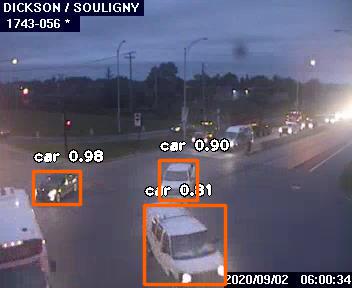 DICKSON / SOULIGNY
1743-056 *
car 0.90
car 0.98
car 0.81
2020/09/02 06:00:34